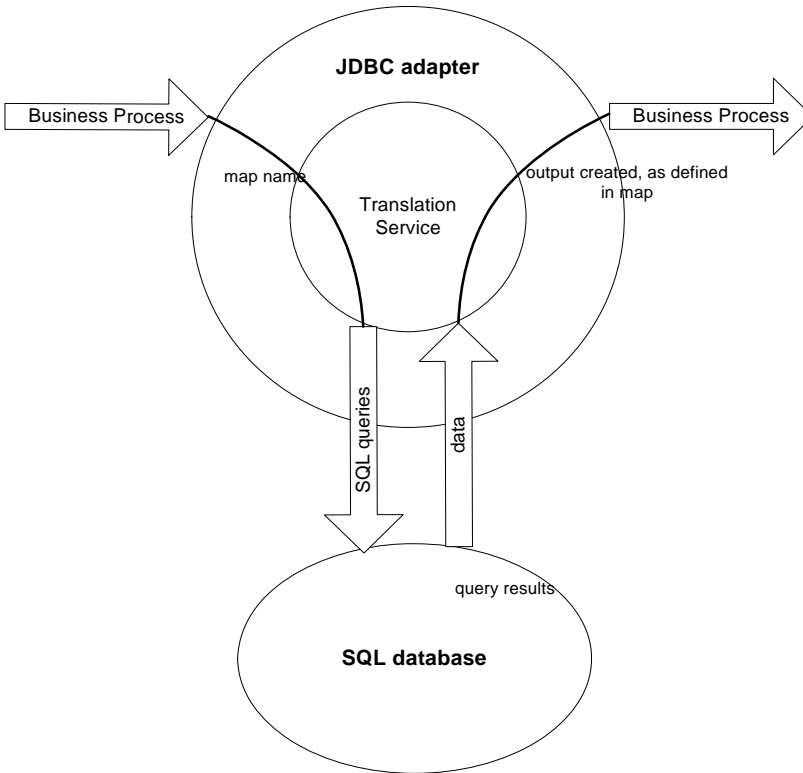 JDBC adapter
Business Process
Business Process
map name
output created, as defined
in map
Translation
Service
SQL queries
data
query results
SQL database